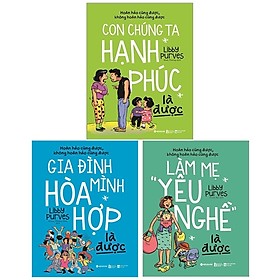 Hoàn hảo cũng được,
không hoàn hảo cũng được
CON CHÚNG TA
HẠNH
Libby
Purves
PHÚC
là được
Hoàn hảo cũng được,
không hoàn hảo cũng được
GIA ĐÌNH
MÌNH
Libby
Purves
HÒA
HỢP
là được
Hoàn hảo cũng được,
không hoàn hảo cũng được
LÀM MẸ
Libby
Purves
"YÊU
NGHỀ"
là được